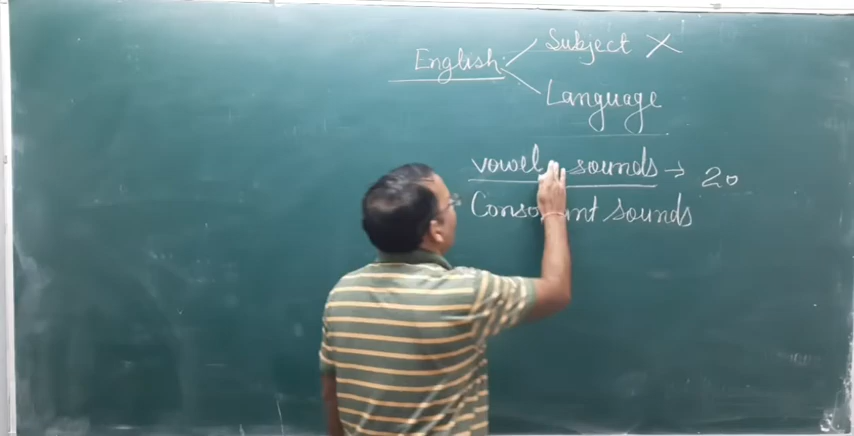 English: Subject X
Language
vowel sounds → 20
Consonant sounds